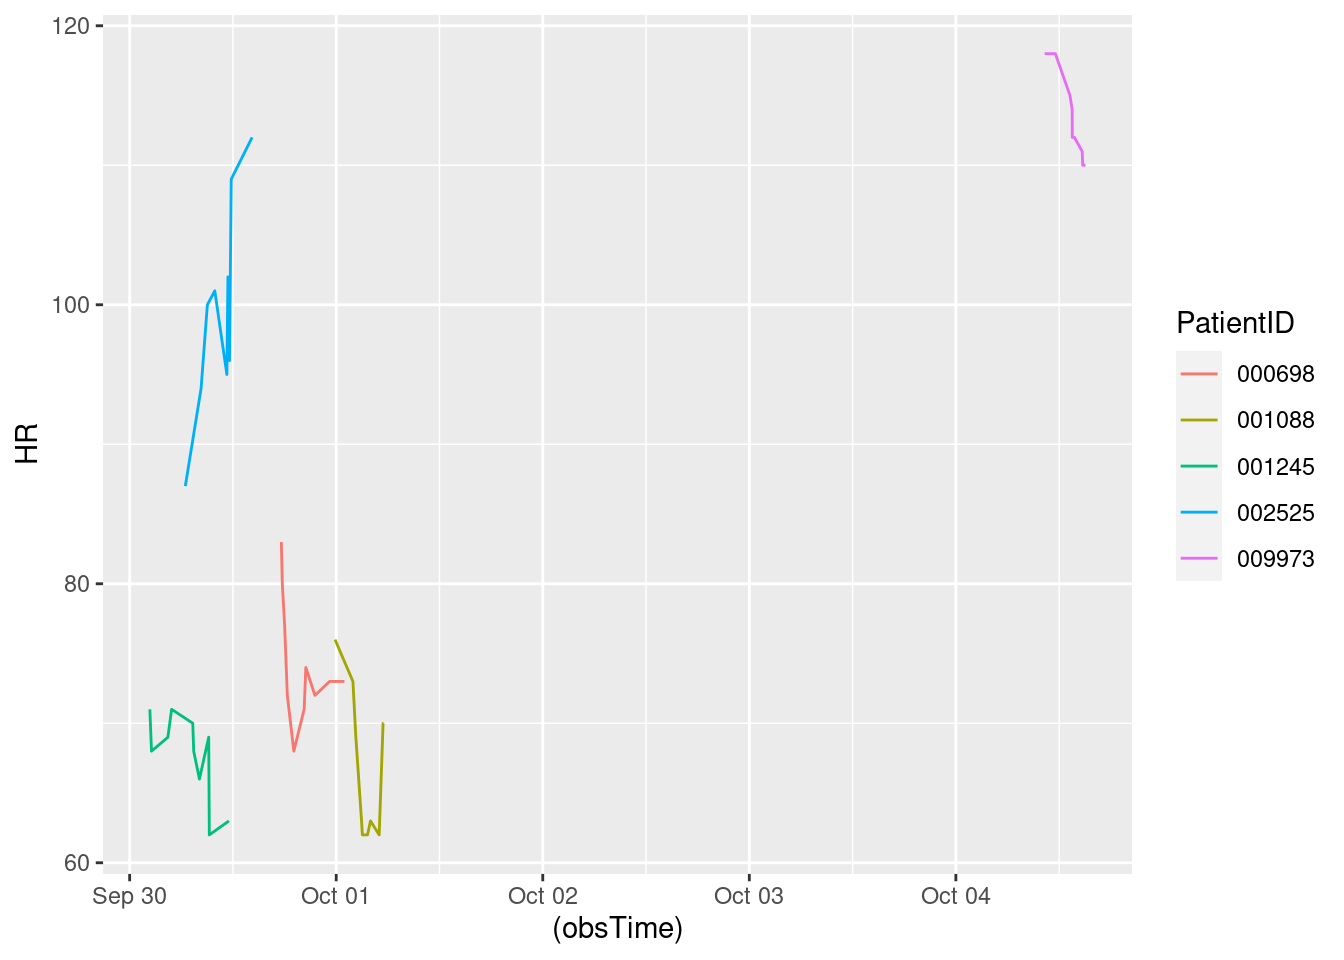 120
100
80
60
HR
Sep 30
Oct 01
Oct 02
Oct 03
Oct 04
(obsTime)
PatientID
000698
001088
001245
002525
009973